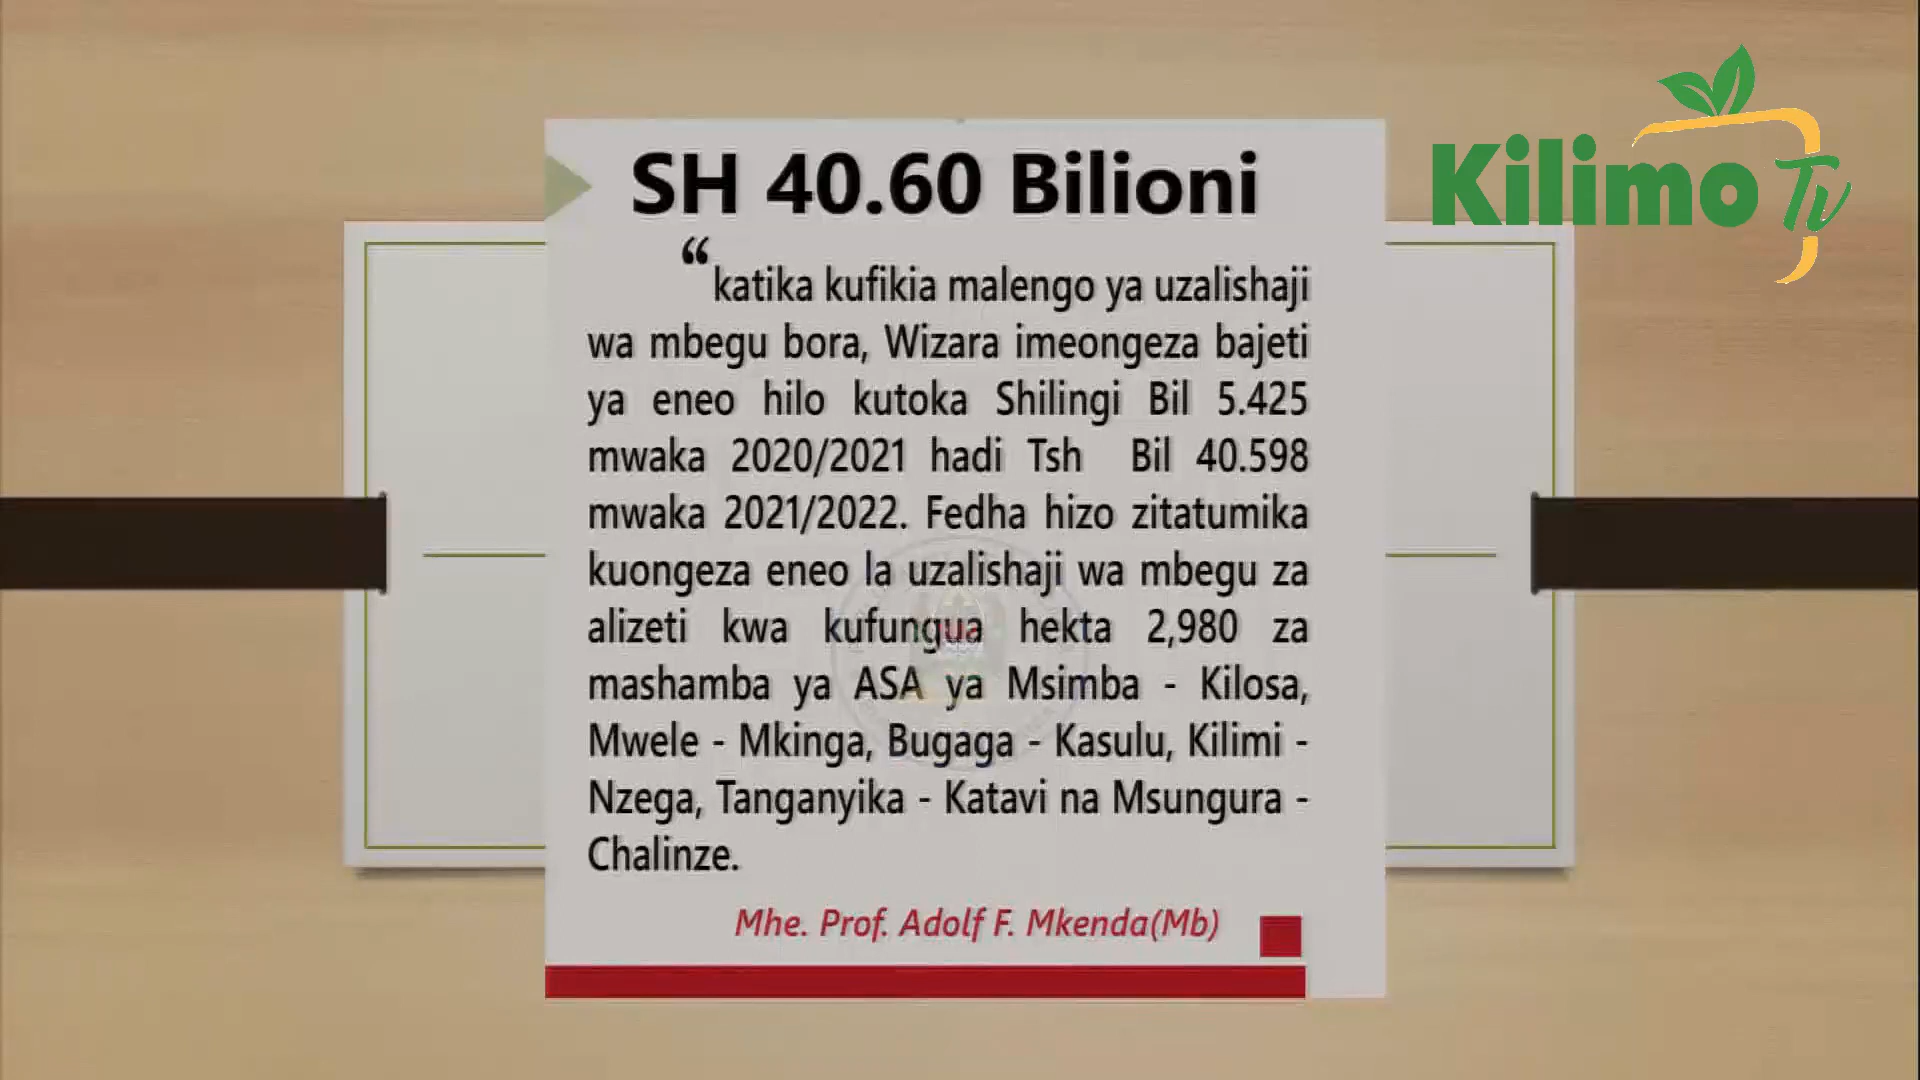 Kilimo Tv
SH 40.60 Bilioni
“katika kufikia malengo ya uzalishaji
wa mbegu bora, Wizara imeongeza bajeti
ya eneo hilo kutoka Shilingi Bil 5.425
mwaka 2020/2021 hadi Tsh Bil 40.598
mwaka 2021/2022. Fedha hizo zitatumika
kuongeza eneo la uzalishaji wa mbegu za
alizeti kwa kufungua hekta 2,980 za
mashamba ya ASA ya Msimba - Kilosa,
Mwele - Mkinga, Bugaga - Kasulu, Kilimi -
Nzega, Tanganyika - Katavi na Msungura -
Chalinze.
Mhe. Prof. Adolf F. Mkenda(Mb)